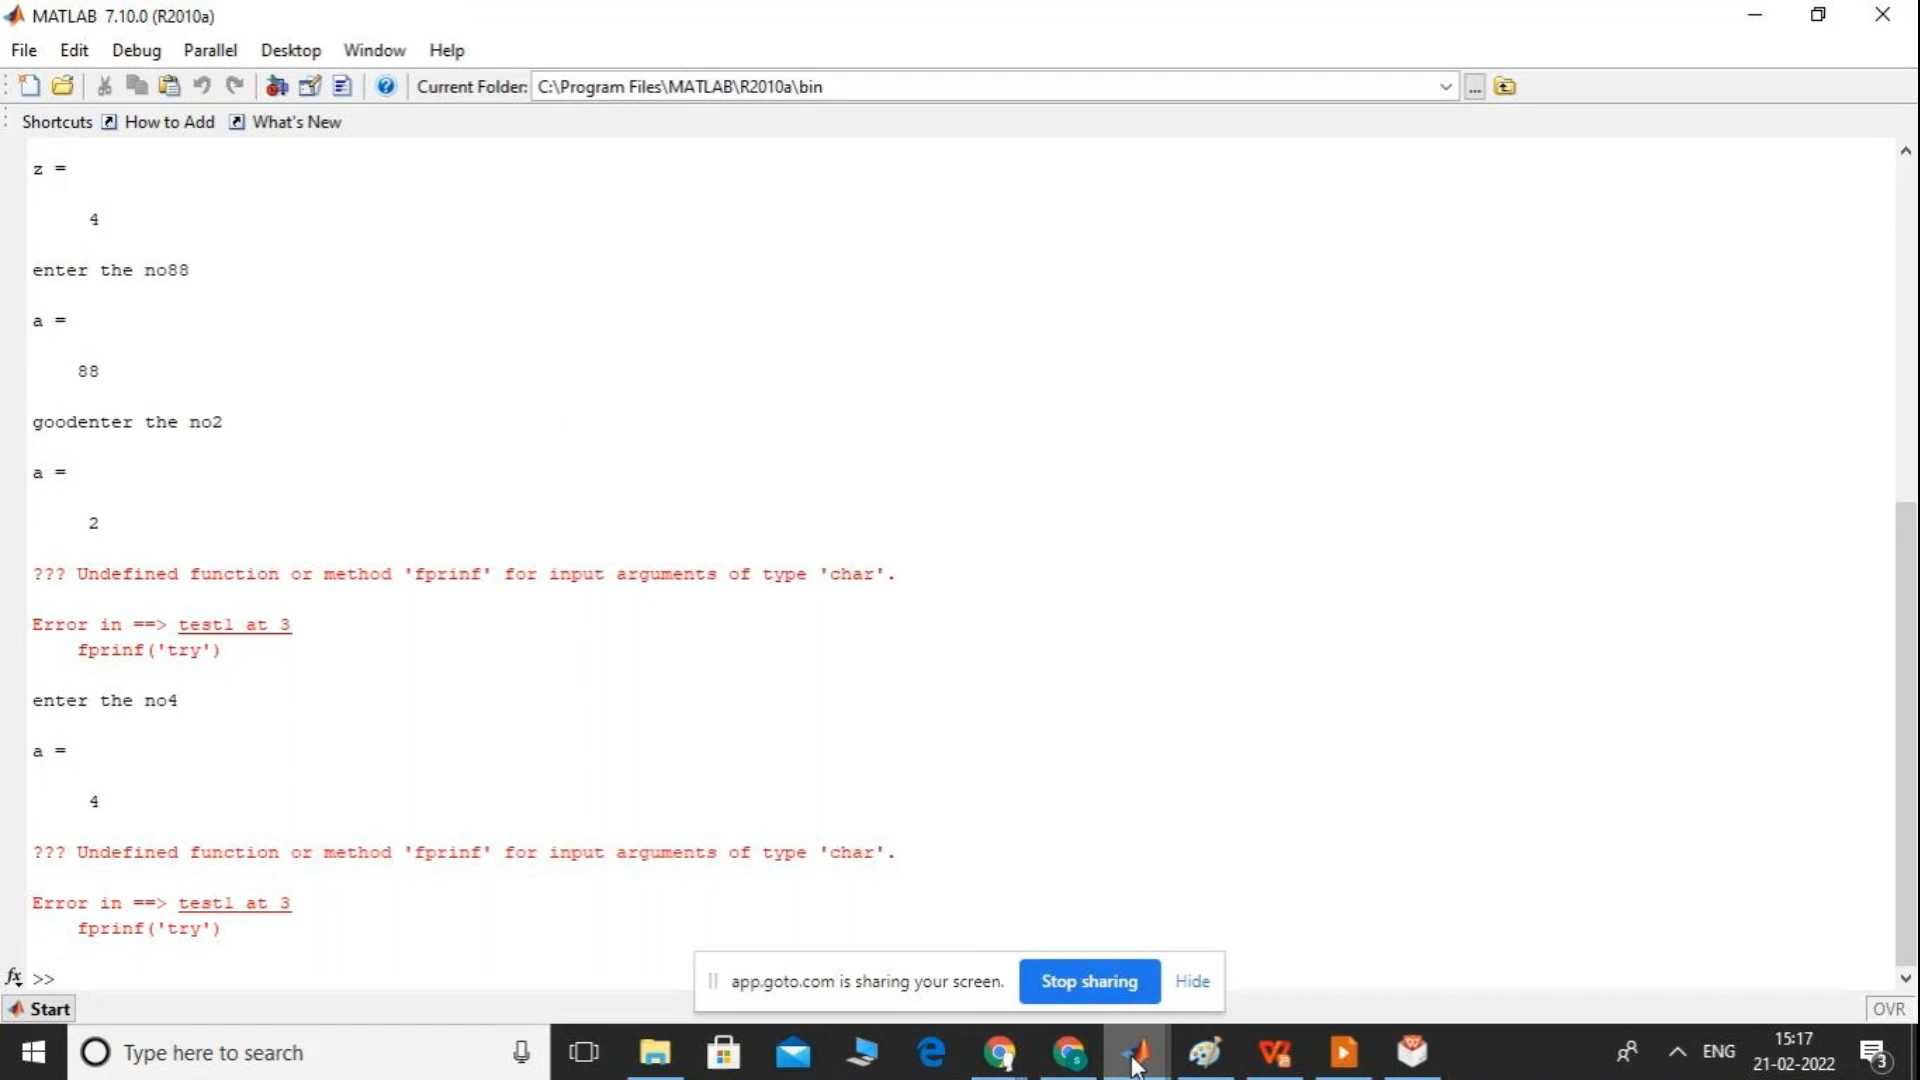 MATLAB 7.10.0 (R2010a)
File Edit Debug Parallel Desktop Window Help
Current Folder: C:\Program Files\MATLAB\R2010a\bin ...
Shortcuts How to Add What's New
z =
4
enter the no88
a =
88
goodenter the no2
a =
2
??? Undefined function or method 'fprinf' for input arguments of type 'char'.
Error in ==> test1 at 3
fprinf('try')
enter the no4
a =
4
??? Undefined function or method 'fprinf' for input arguments of type 'char'.
Error in ==> test1 at 3
fprinf('try')
fx >>
app.goto.com is sharing your screen. Stop sharing Hide
Start OVR
Type here to search ENG 15:17
21-02-2022 3